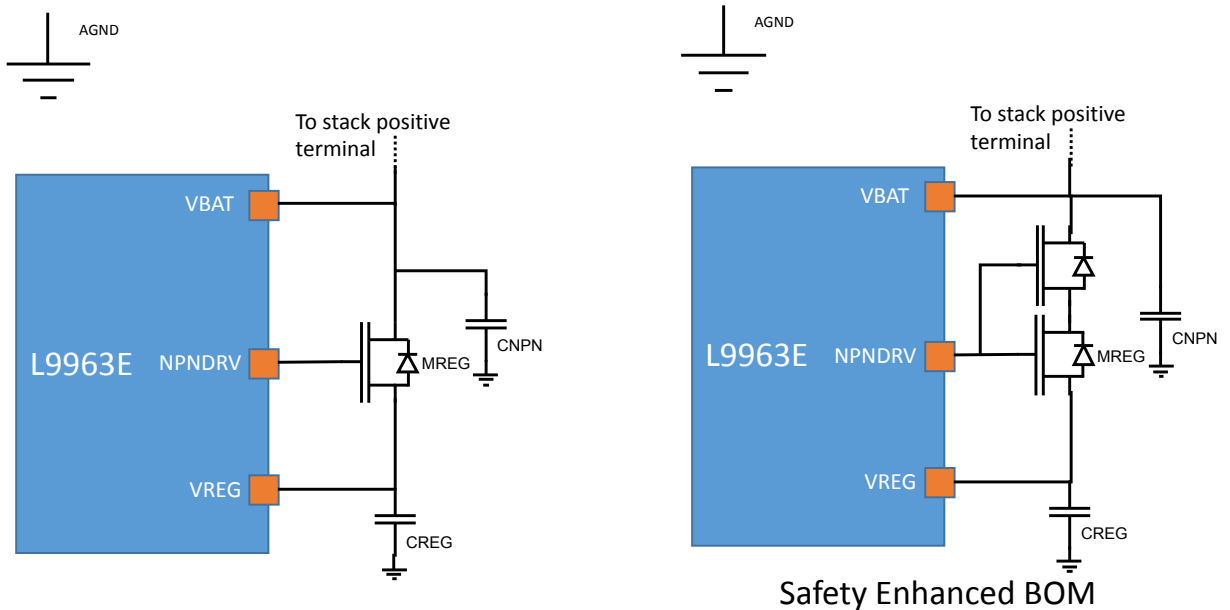 AGND
To stack positive
terminal
VBAT
L9963E
NPNDRV
CNPN
MREG
VREG
CREG
AGND
To stack positive
terminal
VBAT
L9963E
NPNDRV
CNPN
MREG
VREG
CREG
Safety Enhanced BOM